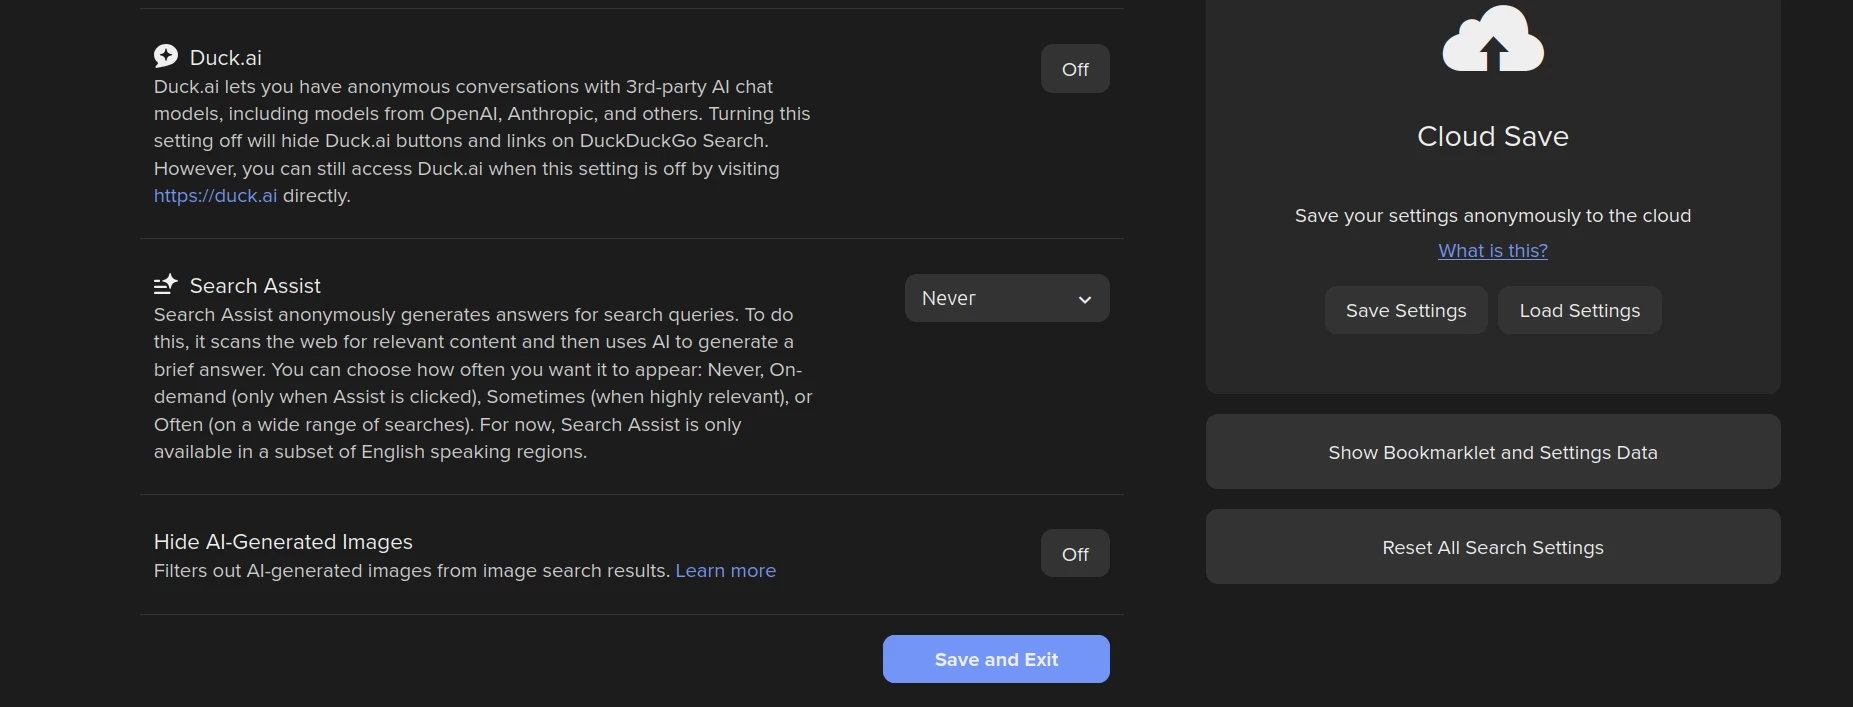 Duck.ai
Duck.ai lets you have anonymous conversations with 3rd-party AI chat
models, including models from OpenAI, Anthropic, and others. Turning this
setting off will hide Duck.ai buttons and links on DuckDuckGo Search.
However, you can still access Duck.ai when this setting is off by visiting
https://duck.ai directly.
Off
Search Assist
Search Assist anonymously generates answers for search queries. To do
this, it scans the web for relevant content and then uses AI to generate a
brief answer. You can choose how often you want it to appear: Never, On-
demand (only when Assist is clicked), Sometimes (when highly relevant), or
Often (on a wide range of searches). For now, Search Assist is only
available in a subset of English speaking regions.
Never
Hide AI-Generated Images
Filters out AI-generated images from image search results. Learn more
Off
Save and Exit
Cloud Save
Save your settings anonymously to the cloud
What is this?
Save Settings
Load Settings
Show Bookmarklet and Settings Data
Reset All Search Settings